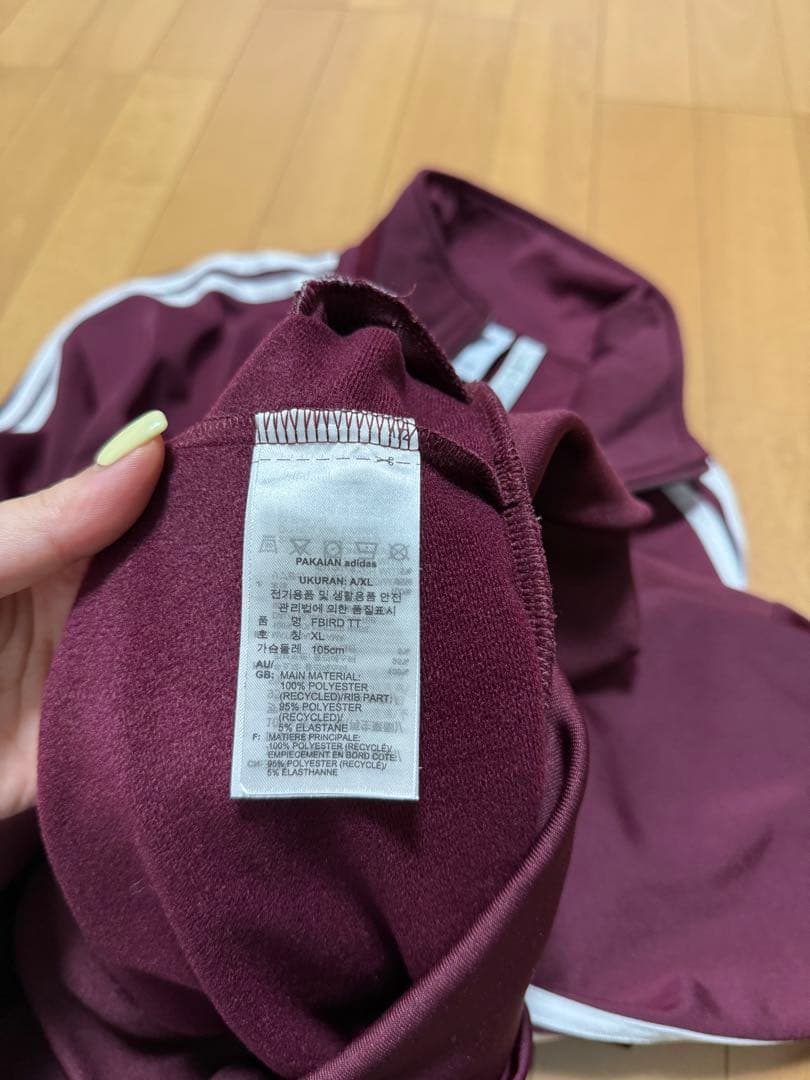 PAKAIAN adidas
UKURAN: A/XL
전기용품 및 생활용품 안전
관리법에 의한 품질표시
품 명 FBIRD TT
호 칭 XL
가슴둘레 105cm
AU/
GB: MAIN MATERIAL:
100% POLYESTER
(RECYCLED)/RIB PART:
95% POLYESTER
(RECYCLED)/
5% ELASTANE
F: MATIERE PRINCIPALE:
100% POLYESTER (RECYCLÉ)/
EMPIECEMENT EN BORD COTE:
95% POLYESTER (RECYCLÉ)/
5% ÉLASTHANNE